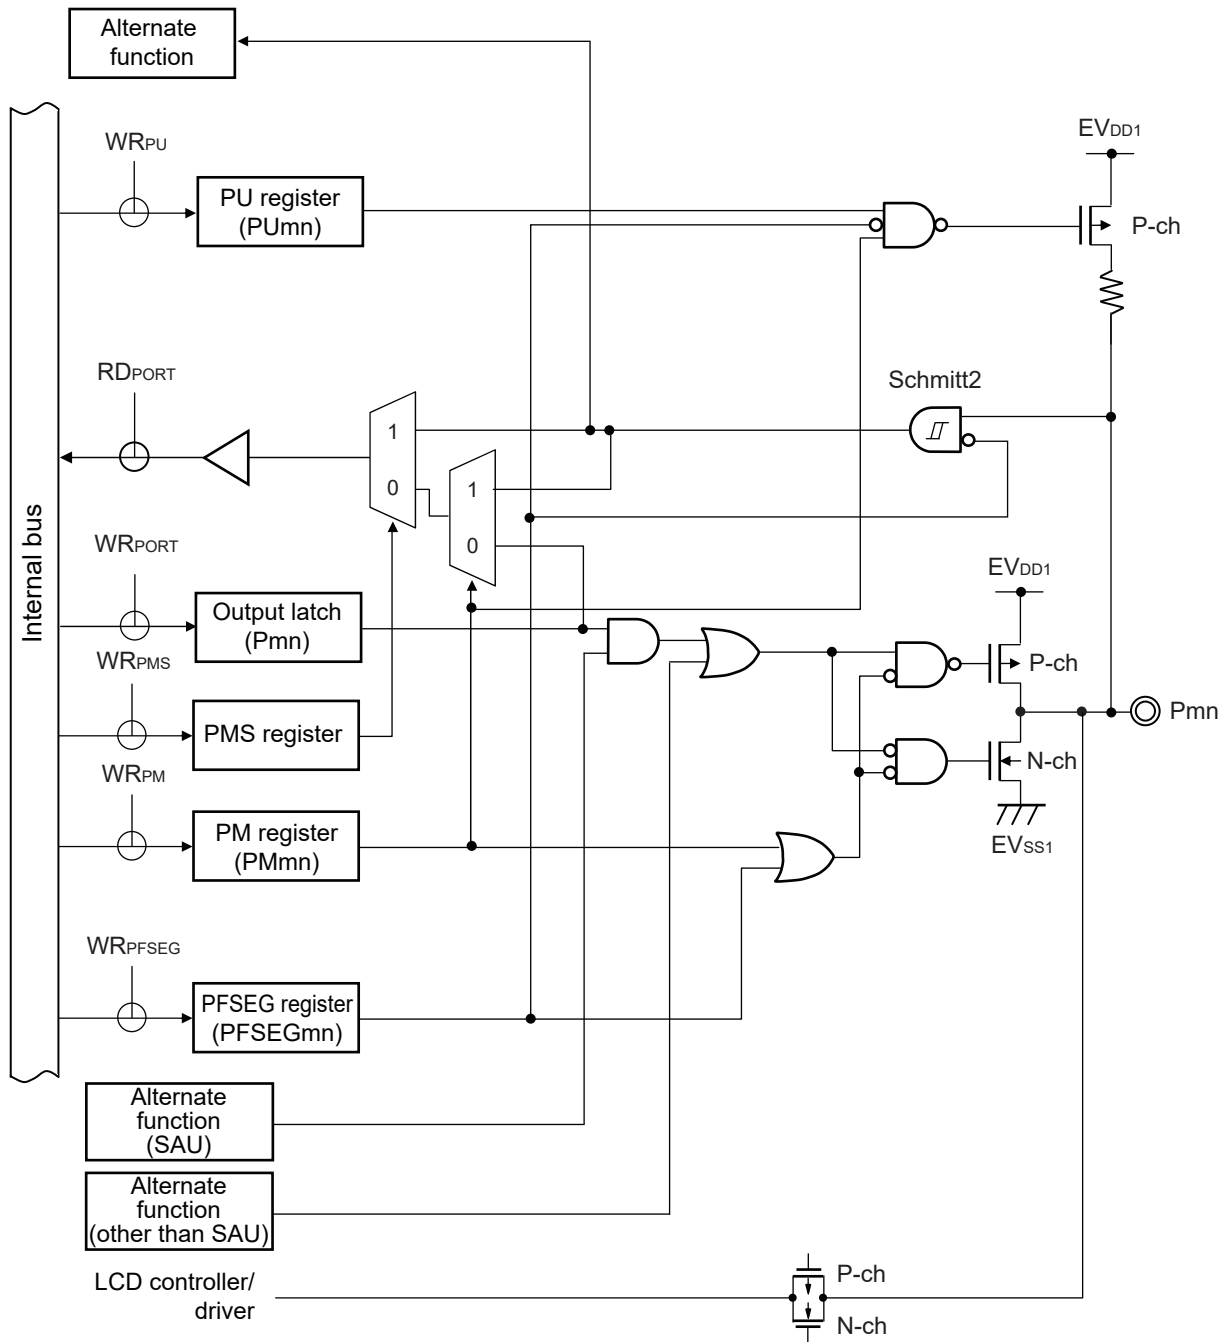 Alternate
function
WRPU
EVDD1
PU register
(PUmn)
P-ch
RDPORT
Schmitt2
1
0
1
0
Internal bus
WRPORT
EVDD1
Output latch
(Pmn)
WRPMS
P-ch
Pmn
PMS register
N-ch
WRPM
PM register
(PMmn)
EVSS1
WRPFSEG
PFSEG register
(PFSEGmn)
Alternate
function
(SAU)
Alternate
function
(other than SAU)
LCD controller/
driver
P-ch
N-ch